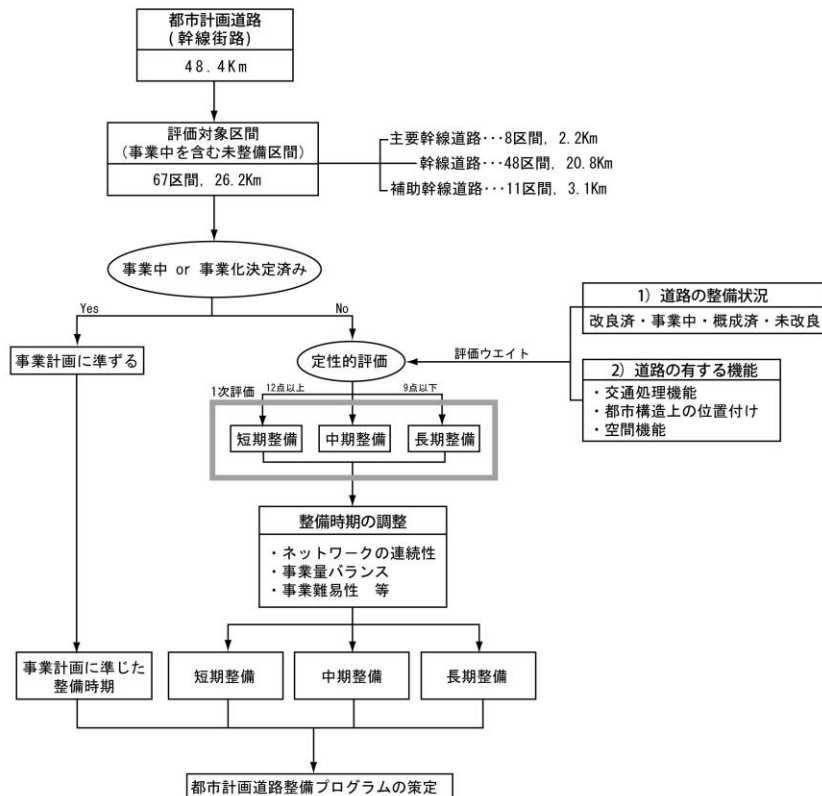 都市計画道路
(幹線街路)
48.4Km
評価対象区間
(事業中を含む未整備区間)
67区間, 26.2Km
主要幹線道路・・・8区間, 2.2Km
幹線道路・・・48区間, 20.8Km
補助幹線道路・・・11区間, 3.1Km
事業中 or 事業化決定済み
Yes
No
事業計画に準ずる
定性的評価
評価ウエイト
1) 道路の整備状況
改良済・事業中・概成済・未改良
2) 道路の有する機能
・交通処理機能
・都市構造上の位置付け
・空間機能
1次評価
12点以上
9点以下
短期整備
中期整備
長期整備
整備時期の調整
・ネットワークの連続性
・事業量バランス
・事業難易性 等
事業計画に準じた
整備時期
短期整備
中期整備
長期整備
都市計画道路整備プログラムの策定